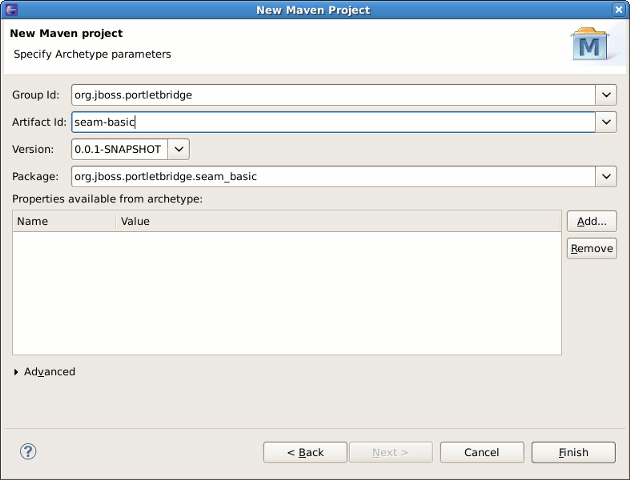 New Maven Project
New Maven project
Specify Archetype parameters
M
Group Id: org.jboss.portletbridge
Artifact Id: seam-basic
Version: 0.0.1-SNAPSHOT
Package: org.jboss.portletbridge.seam_basic
Properties available from archetype:
Name Value Add...
Remove
Advanced
? < Back Next > Cancel Finish